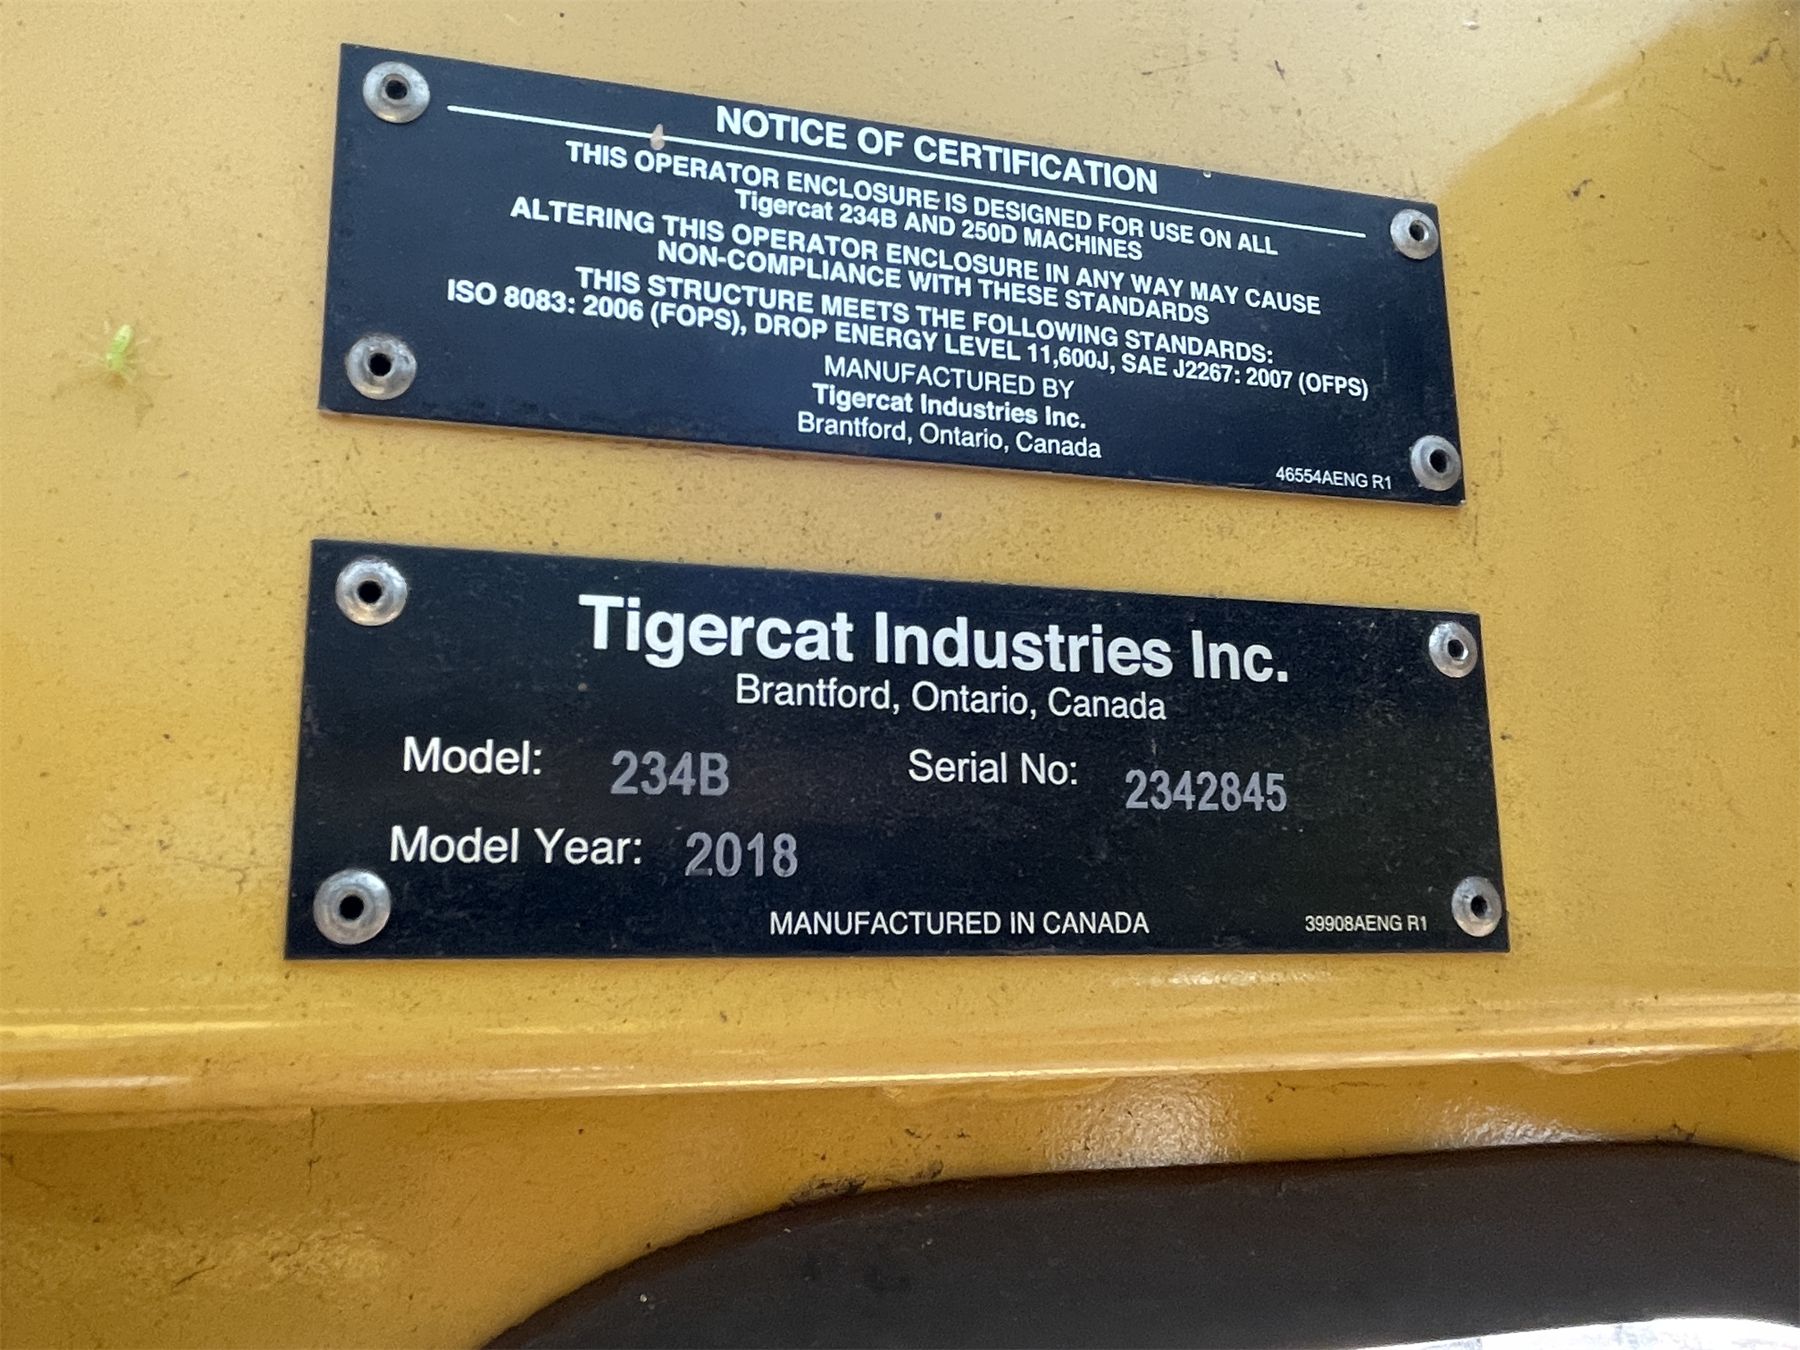 NOTICE OF CERTIFICATION
THIS OPERATOR ENCLOSURE IS DESIGNED FOR USE ON ALL
Tigercat 234B AND 250D MACHINES
ALTERING THIS OPERATOR ENCLOSURE IN ANY WAY MAY CAUSE
NON-COMPLIANCE WITH THESE STANDARDS
THIS STRUCTURE MEETS THE FOLLOWING STANDARDS:
ISO 8083: 2006 (FOPS), DROP ENERGY LEVEL 11,600J, SAE J2267: 2007 (OFPS)
MANUFACTURED BY
Tigercat Industries Inc.
Brantford, Ontario, Canada
46554AENG R1
Tigercat Industries Inc.
Brantford, Ontario, Canada
Model: 234B Serial No: 2342845
Model Year: 2018
MANUFACTURED IN CANADA 39908AENG R1